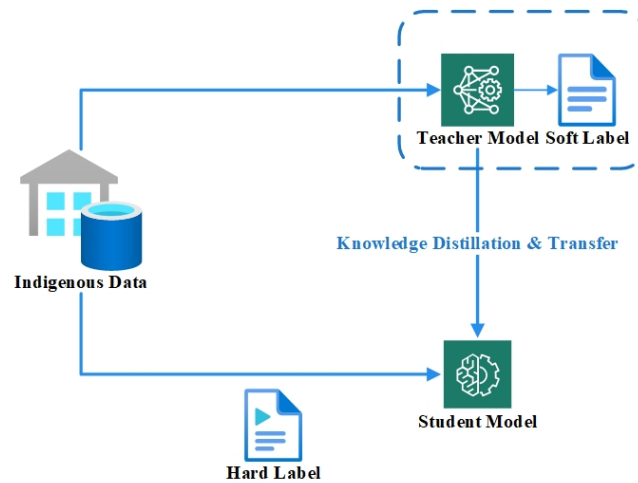 Teacher Model
Soft Label
Knowledge Distillation & Transfer
Indigenous Data
Student Model
Hard Label